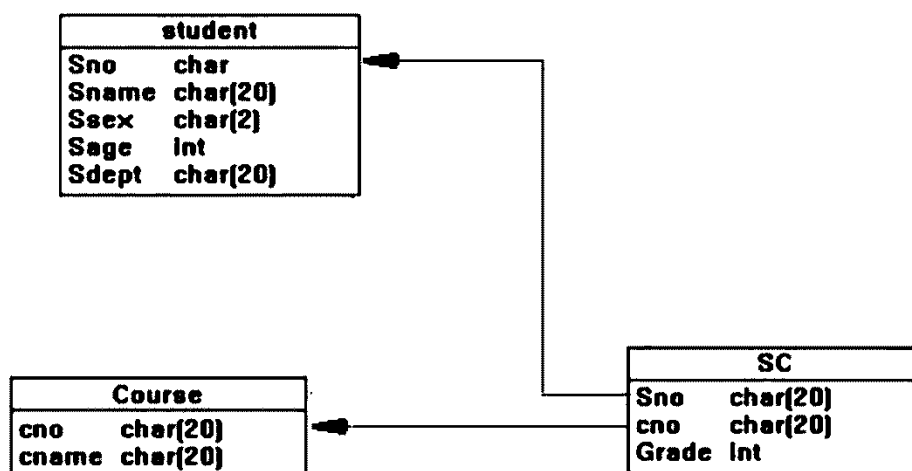 student
Sno char
Sname char(20)
Ssex char(2)
Sage int
Sdept char(20)
Course
cno char(20)
cname char(20)
SC
Sno char(20)
cno char(20)
Grade int